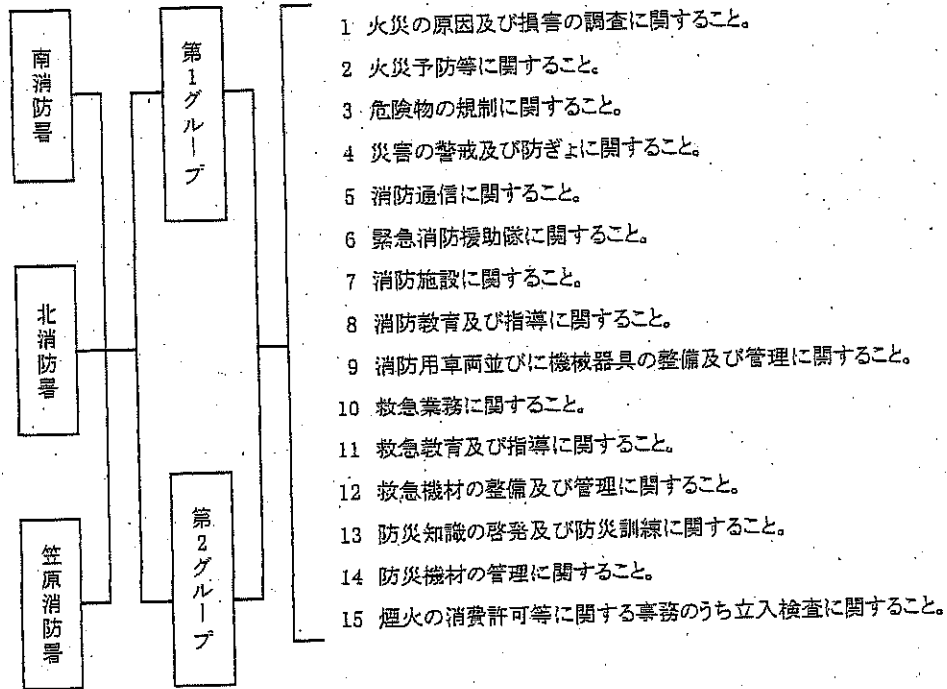 南消防署
北消防署
笠原消防署
第1グループ
第2グループ
1 火災の原因及び損害の調査に関すること。
2 火災予防等に関すること。
3 危険物の規制に関すること。
4 災害の警戒及び防ぎょに関すること。
5 消防通信に関すること。
6 緊急消防援助隊に関すること。
7 消防施設に関すること。
8 消防教育及び指導に関すること。
9 消防用車両並びに機械器具の整備及び管理に関すること。
10 救急業務に関すること。
11 救急教育及び指導に関すること。
12 救急機材の整備及び管理に関すること。
13 防災知識の啓発及び防災訓練に関すること。
14 防災機材の管理に関すること。
15 煙火の消費許可等に関する事務のうち立入検査に関すること。